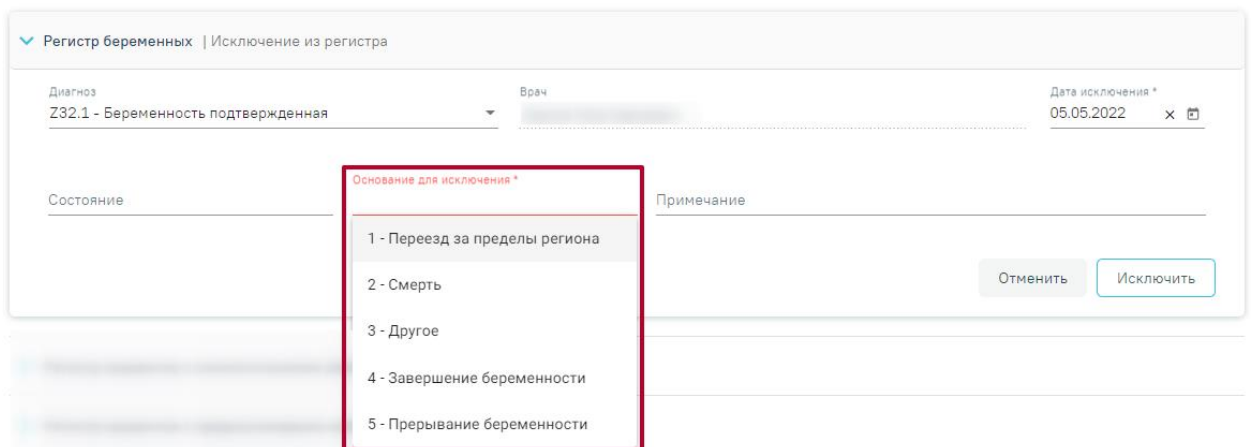 Регистр беременных | Исключение из регистра
Диагноз Врач Дата исключения *
Z32.1 - Беременность подтвержденная 05.05.2022
Основание для исключения *
Состояние Примечание
1 - Переезд за пределы региона
2 - Смерть
3 - Другое
4 - Завершение беременности
5 - Прерывание беременности
Отменить Исключить